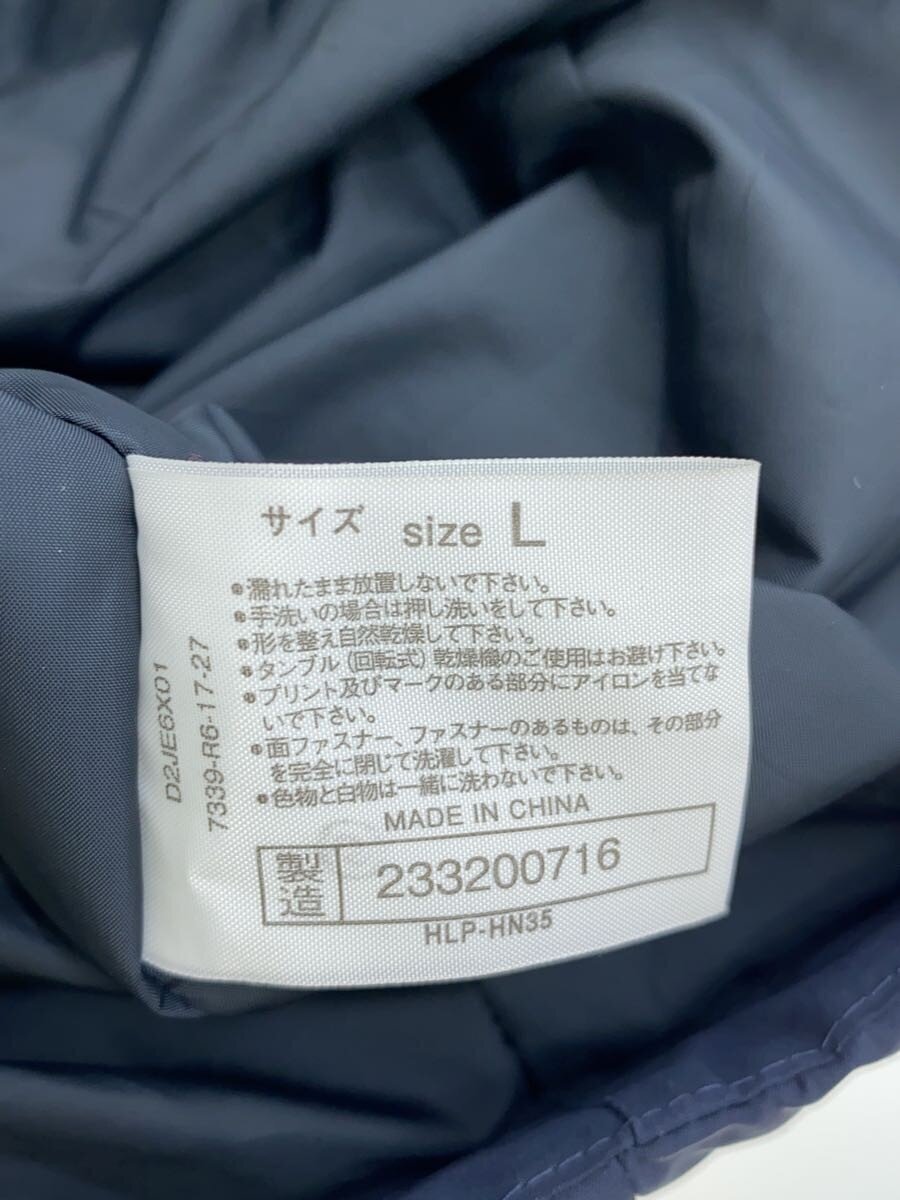 サイズ size L
●濡れたまま放置しないで下さい。
●手洗いの場合は押し洗いをして下さい。
●形を整え自然乾燥して下さい。
●タンブル(回転式)乾燥機のご使用はお避け下さい。
●プリント及びマークのある部分にアイロンを当てな
いで下さい。
●面ファスナー、ファスナーのあるものは、その部分
を完全に閉じて洗濯して下さい。
●色物と白物は一緒に洗わないで下さい。
MADE IN CHINA
製造 233200716
HLP-HN35
D2JE6X01
7339-R6-17-27